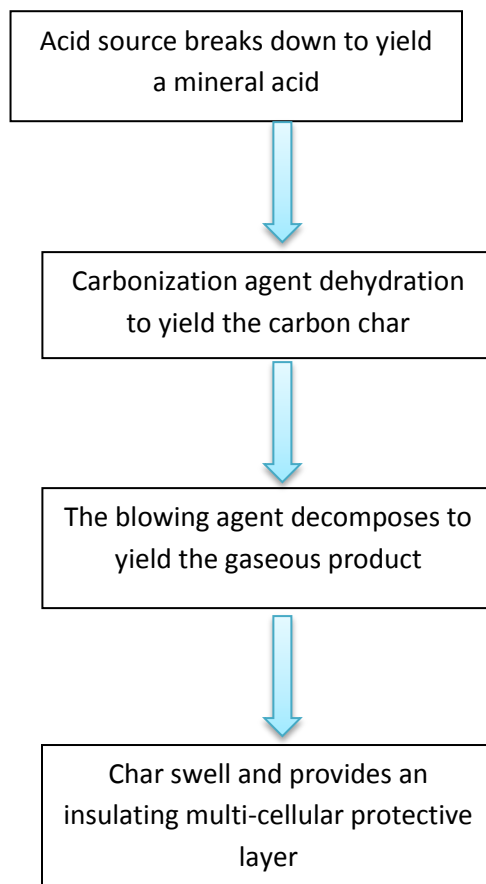 Acid source breaks down to yield
a mineral acid
Carbonization agent dehydration
to yield the carbon char
The blowing agent decomposes to
yield the gaseous product
Char swell and provides an
insulating multi-cellular protective
layer